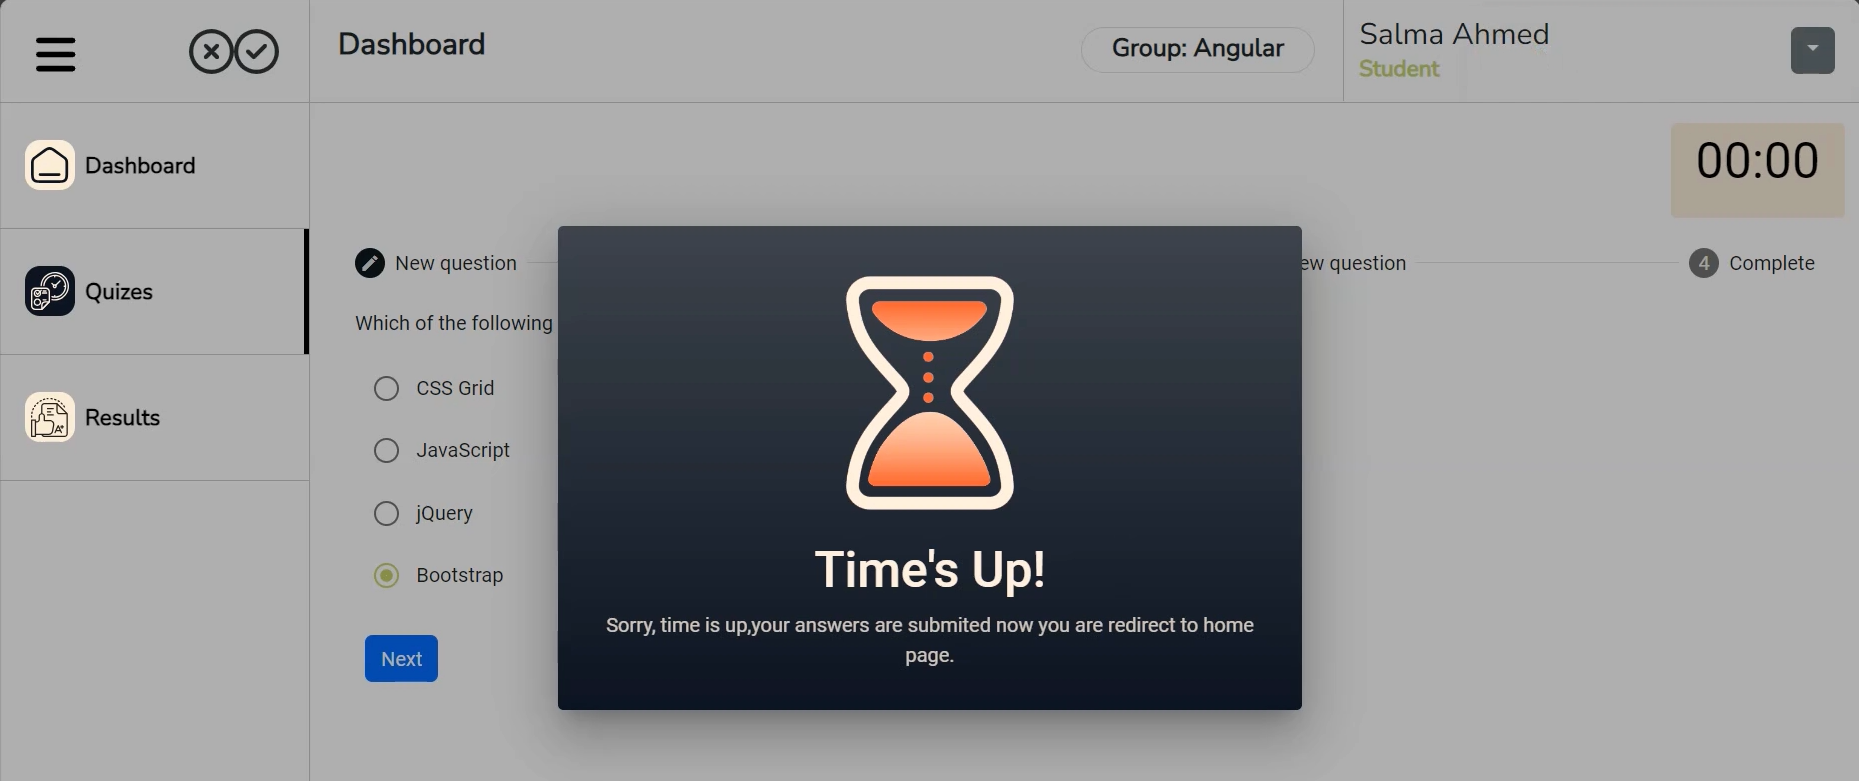 Dashboard
Group: Angular
Salma Ahmed
Student
Dashboard
Quizes
Results
00:00
New question
ew question
4 Complete
Which of the following
CSS Grid
JavaScript
jQuery
Bootstrap
Next
Time's Up!
Sorry, time is up,your answers are submited now you are redirect to home
page.